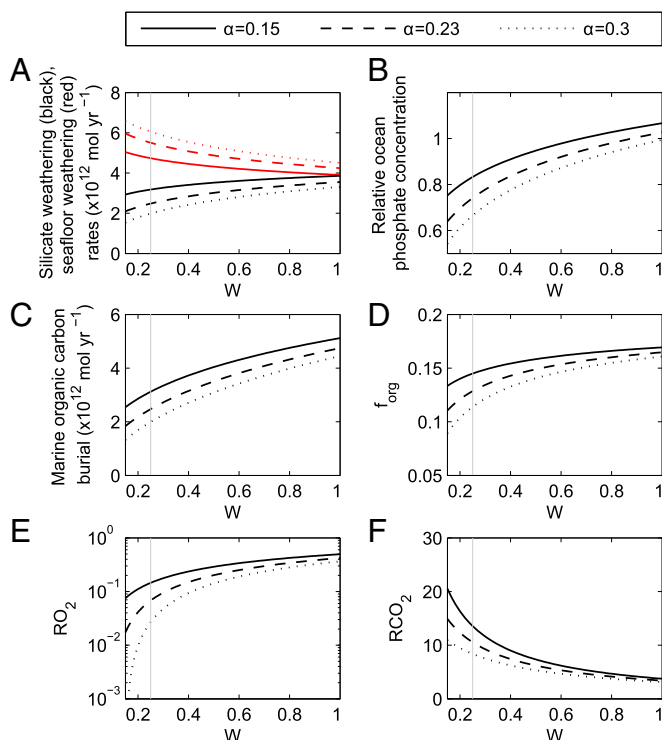 α=0.15 α=0.23 α=0.3
A
Silicate weathering (black),
seafloor weathering (red)
rates (x10¹² mol yr⁻¹)
8
6
4
2
0
0.2 0.4 0.6 0.8 1
W
B
Relative ocean
phosphate concentration
1
0.8
0.6
0.2 0.4 0.6 0.8 1
W
C
Marine organic carbon
burial (x10¹² mol yr⁻¹)
6
4
2
0
0.2 0.4 0.6 0.8 1
W
D
f_org
0.2
0.15
0.1
0.05
0.2 0.4 0.6 0.8 1
W
E
RO₂
10⁰
10⁻¹
10⁻²
10⁻³
0.2 0.4 0.6 0.8 1
W
F
RCO₂
30
20
10
0
0.2 0.4 0.6 0.8 1
W